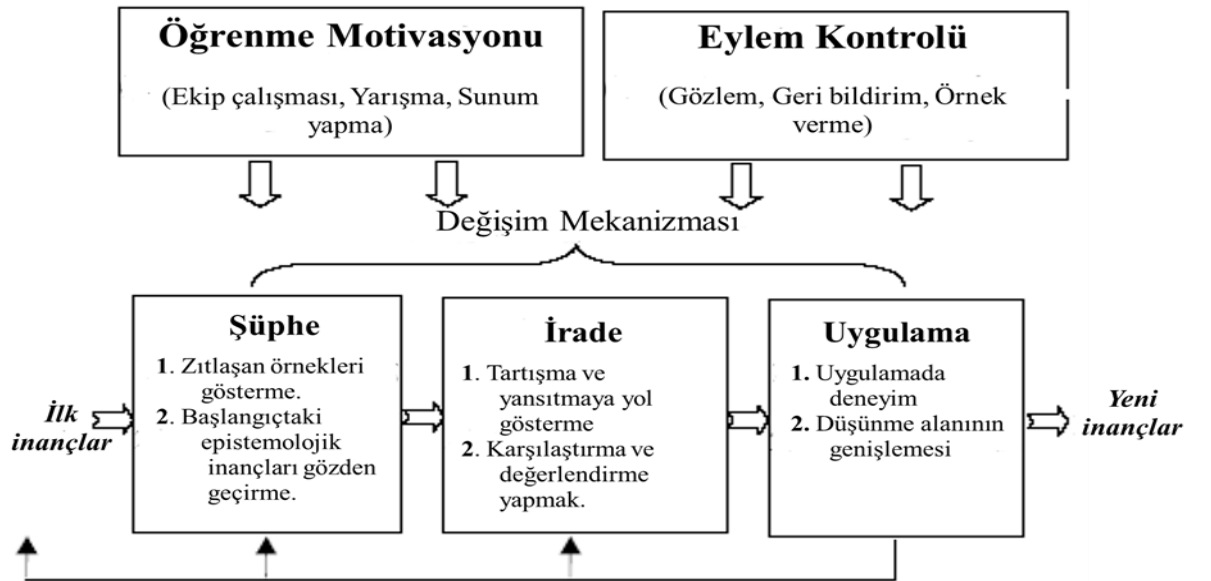 Öğrenme Motivasyonu
(Ekip çalışması, Yarışma, Sunum
yapma)
Eylem Kontrolü
(Gözlem, Geri bildirim, Örnek
verme)
Değişim Mekanizması
İlk
inançlar
Şüphe
1. Zıtlaşan örnekleri
gösterme.
2. Başlangıçtaki
epistemolojik
inançları gözden
geçirme.
İrade
1. Tartışma ve
yansıtmaya yol
gösterme
2. Karşılaştırma ve
değerlendirme
yapmak.
Uygulama
1. Uygulamada
deneyim
2. Düşünme alanının
genişlemesi
Yeni
inançlar